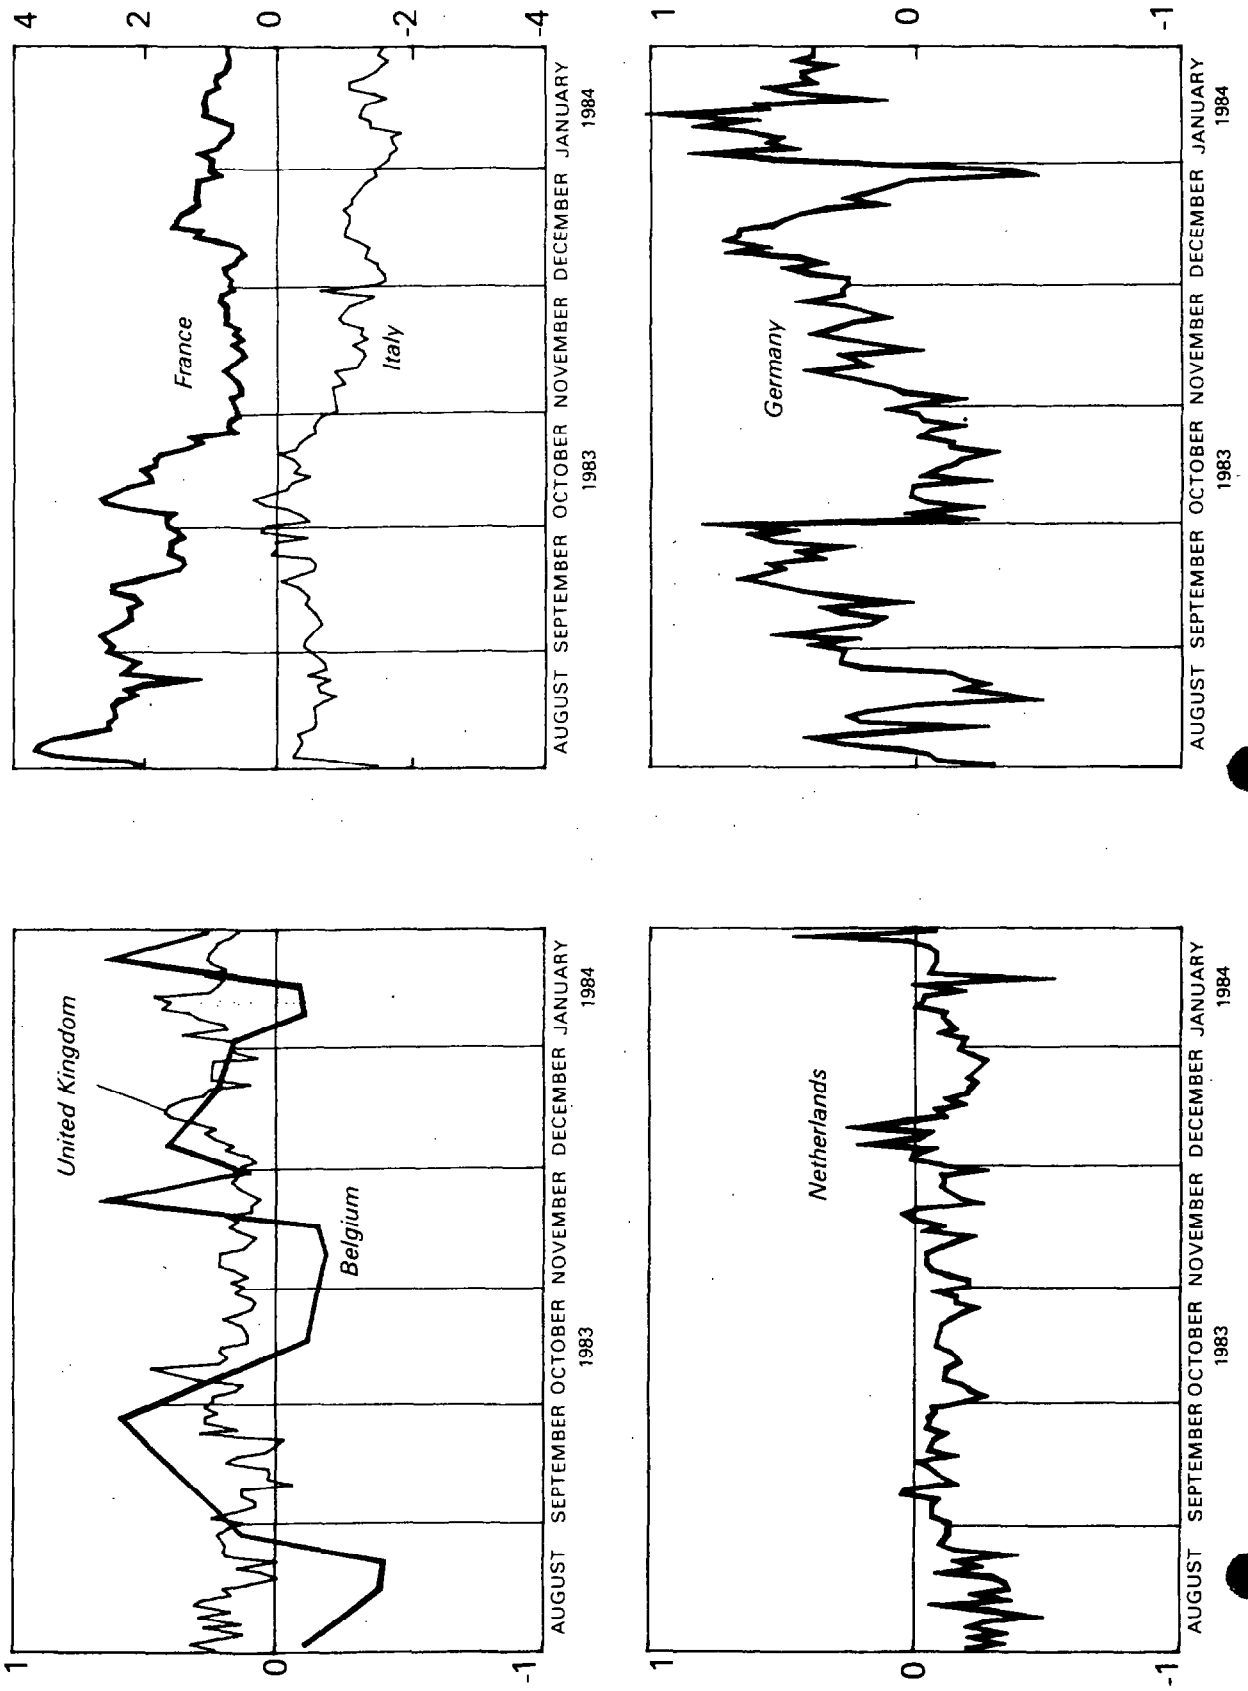 4
2
0
-2
-4
France
Italy
AUGUST SEPTEMBER OCTOBER NOVEMBER DECEMBER JANUARY
1983 1984
1
0
-1
Germany
AUGUST SEPTEMBER OCTOBER NOVEMBER DECEMBER JANUARY
1983 1984
1
0
-1
United Kingdom
Belgium
AUGUST SEPTEMBER OCTOBER NOVEMBER DECEMBER JANUARY
1983 1984
1
0
-1
Netherlands
AUGUST SEPTEMBER OCTOBER NOVEMBER DECEMBER JANUARY
1983 1984